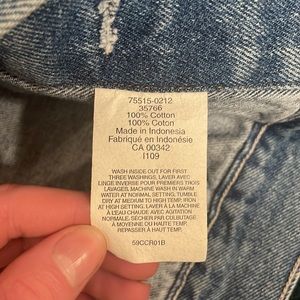 75515-0212
35766
100% Cotton
100% Coton
Made in Indonesia
Fabriqué en Indonésie
CA 00342
I109
WASH INSIDE OUT FOR FIRST
THREE WASHINGS, LAVER AVEC
LINGE INVERSE POUR PREMIERS TROIS
LAVAGES, MACHINE WASH IN WARM
WATER AT NORMAL SETTING, TUMBLE
DRY AT MEDIUM TO HIGH TEMP. IRON
AT HIGH SETTING. LAVER À LA MACHINE
À L'EAU CHAUDE AVEC AGITATION
NORMALE. SÉCHER PAR CULBUTAGE
À MOYENNE OU HAUTE TEMP.
REPASSER À HAUT TEMP.
59CCR01B